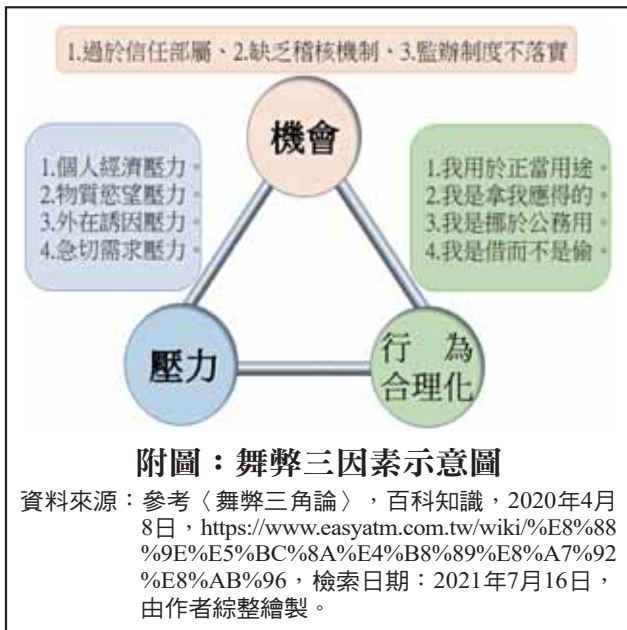 1.過於信任部屬、2.缺乏稽核機制、3.監辦制度不落實
機會
1.個人經濟壓力。
2.物質慾望壓力。
3.外在誘因壓力。
4.急切需求壓力。
1.我用於正當用途。
2.我是拿我應得的。
3.我是挪於公務用。
4.我是借而不是偷。
壓力
行為
合理化
附圖：舞弊三因素示意圖
資料來源：參考〈舞弊三角論〉，百科知識，2020年4月
8日，https://www.easyatm.com.tw/wiki/%E8%88
%9E%E5%BC%8A%E4%B8%89%E8%A7%92
%E8%AB%96，檢索日期：2021年7月16日，
由作者綜整繪製。